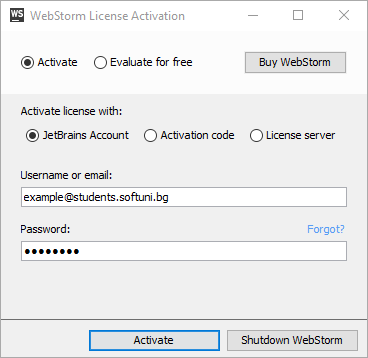 WS WebStorm License Activation
Activate Evaluate for free Buy WebStorm
Activate license with:
JetBrains Account Activation code License server
Username or email:
example@students.softuni.bg
Password: Forgot?
●●●●●●●●
Activate Shutdown WebStorm